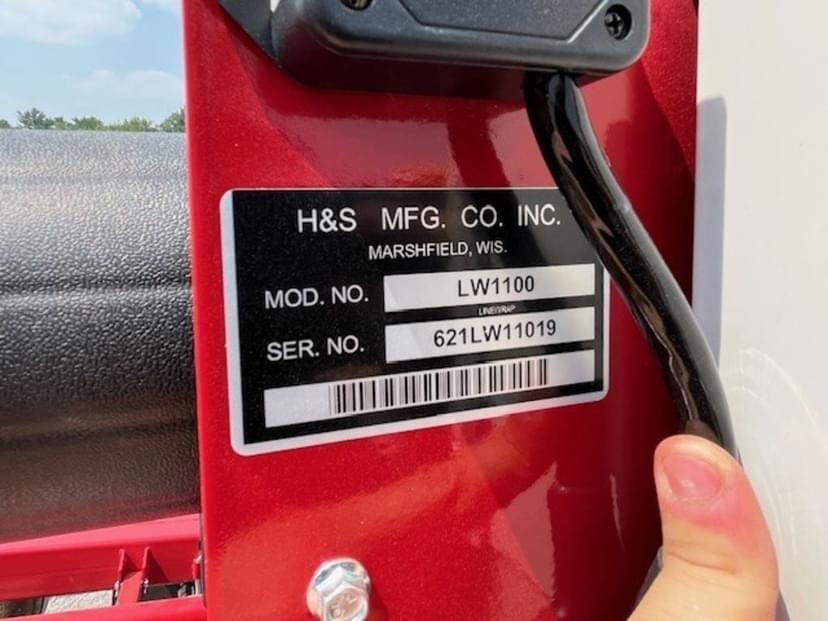 H&S MFG. CO. INC.
MARSHFIELD, WIS.
MOD. NO. LW1100
LINEWRAP
SER. NO. 621LW11019